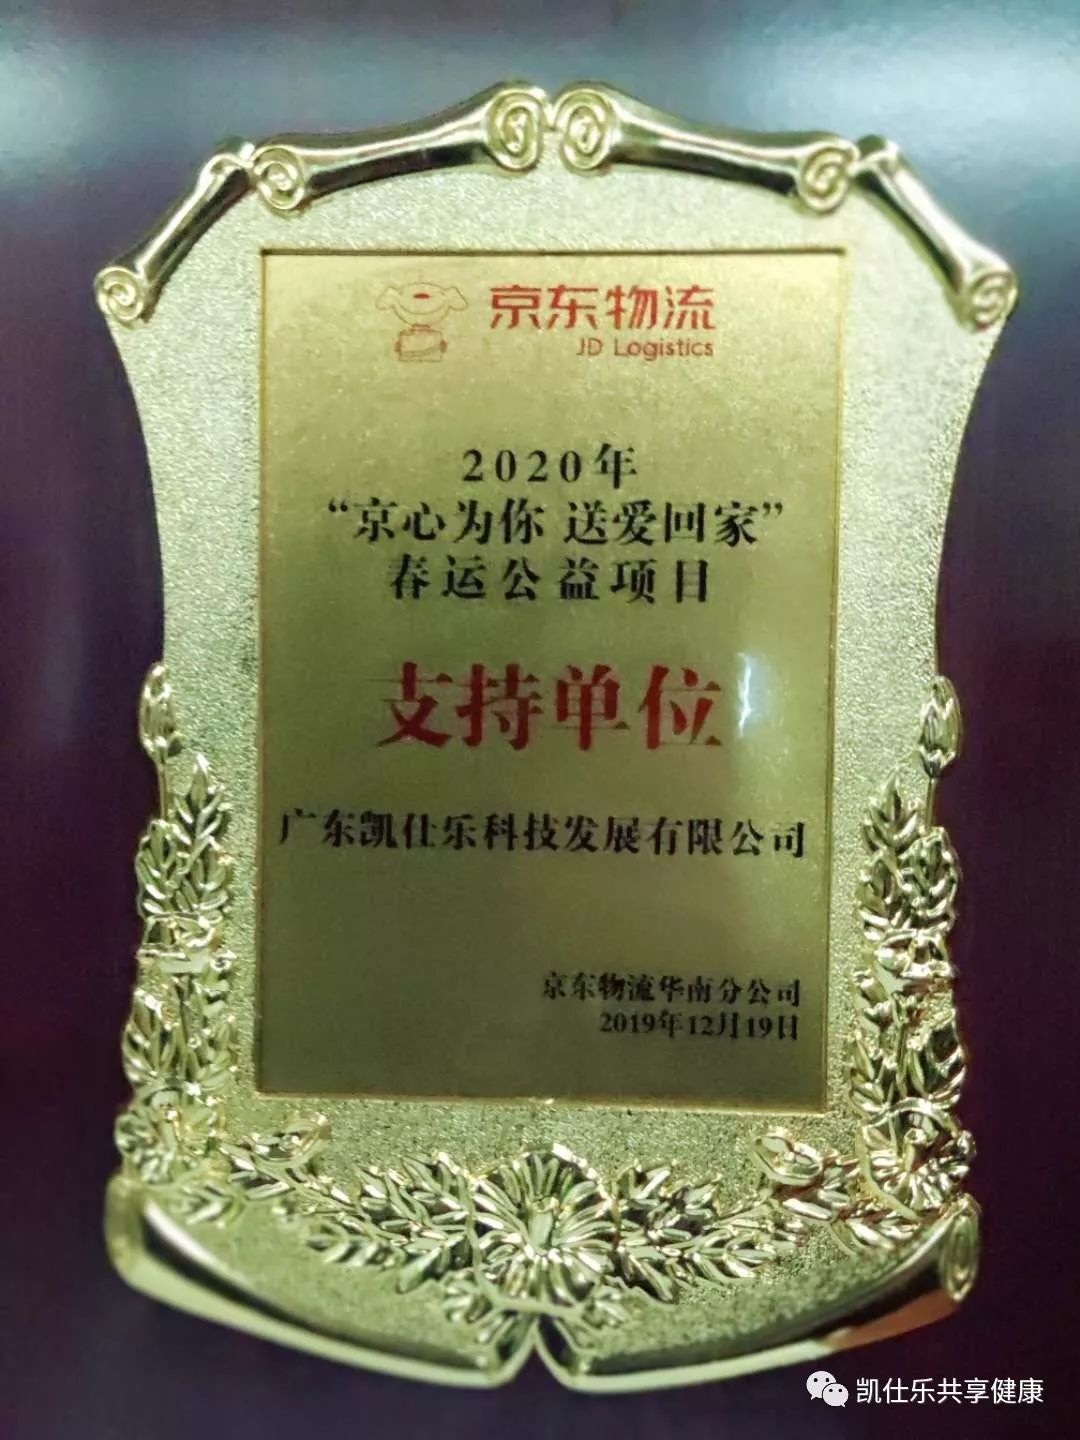 京东物流
JD Logistics
2020年
“京心为你 送爱回家”
春运公益项目
支持单位
广东凯仕乐科技发展有限公司
京东物流华南分公司
2019年12月19日
凯仕乐共享健康